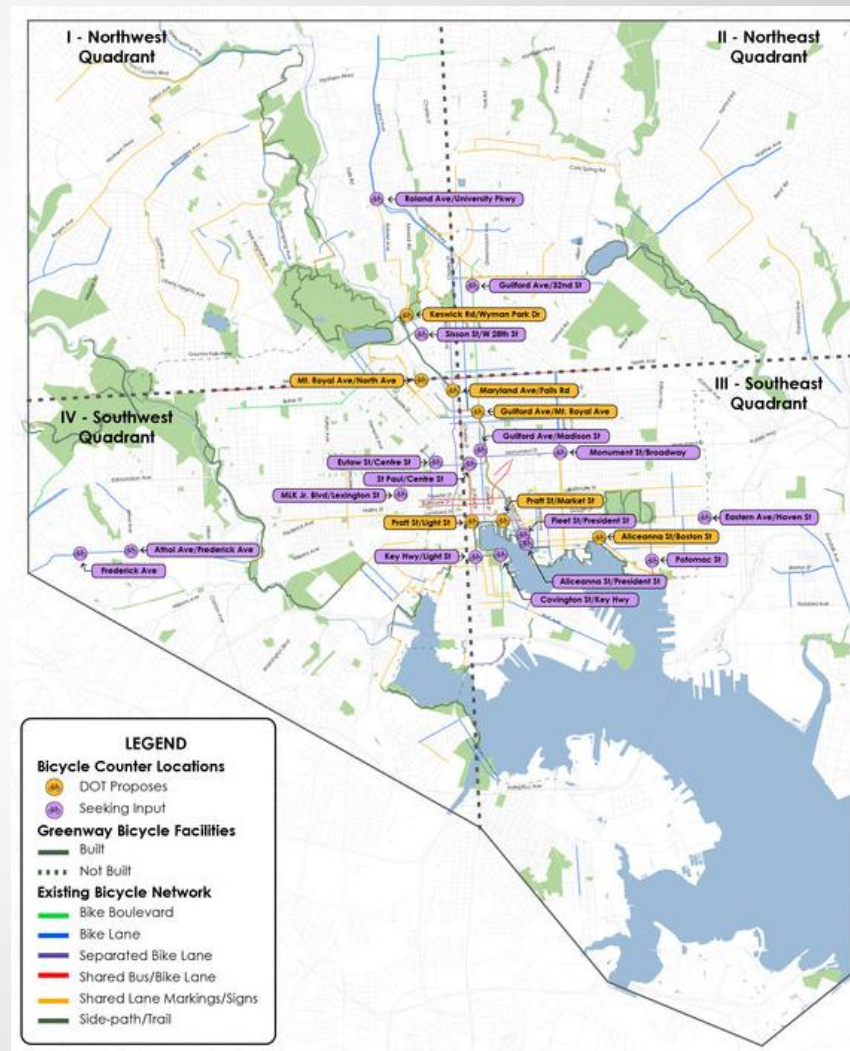 I - Northwest
Quadrant
II - Northeast
Quadrant
Northern Pkwy
Cold Spring Rd
Roland Ave/University Pkwy
Guilford Ave/32nd St
Keswick Rd/Wyman Park Dr
Sisson St/W 28th St
Mt. Royal Ave/North Ave
Maryland Ave/Falls Rd
III - Southeast
Quadrant
IV - Southwest
Quadrant
Guilford Ave/Mt. Royal Ave
Guilford Ave/Madison St
Eutaw St/Centre St
Monument St/Broadway
St Paul/Centre St
MLK Jr. Blvd/Lexington St
Pratt St/Market St
Pratt St/Light St
Fleet St/President St
Eastern Ave/Haven St
Aliceanna St/Boston St
Athol Ave/Frederick Ave
Key Hwy/Light St
Potomac St
Frederick Ave
Aliceanna St/President St
Covington St/Key Hwy
LEGEND
Bicycle Counter Locations
DOT Proposes
Seeking Input
Greenway Bicycle Facilities
Built
Not Built
Existing Bicycle Network
Bike Boulevard
Bike Lane
Separated Bike Lane
Shared Bus/Bike Lane
Shared Lane Markings/Signs
Side-path/Trail